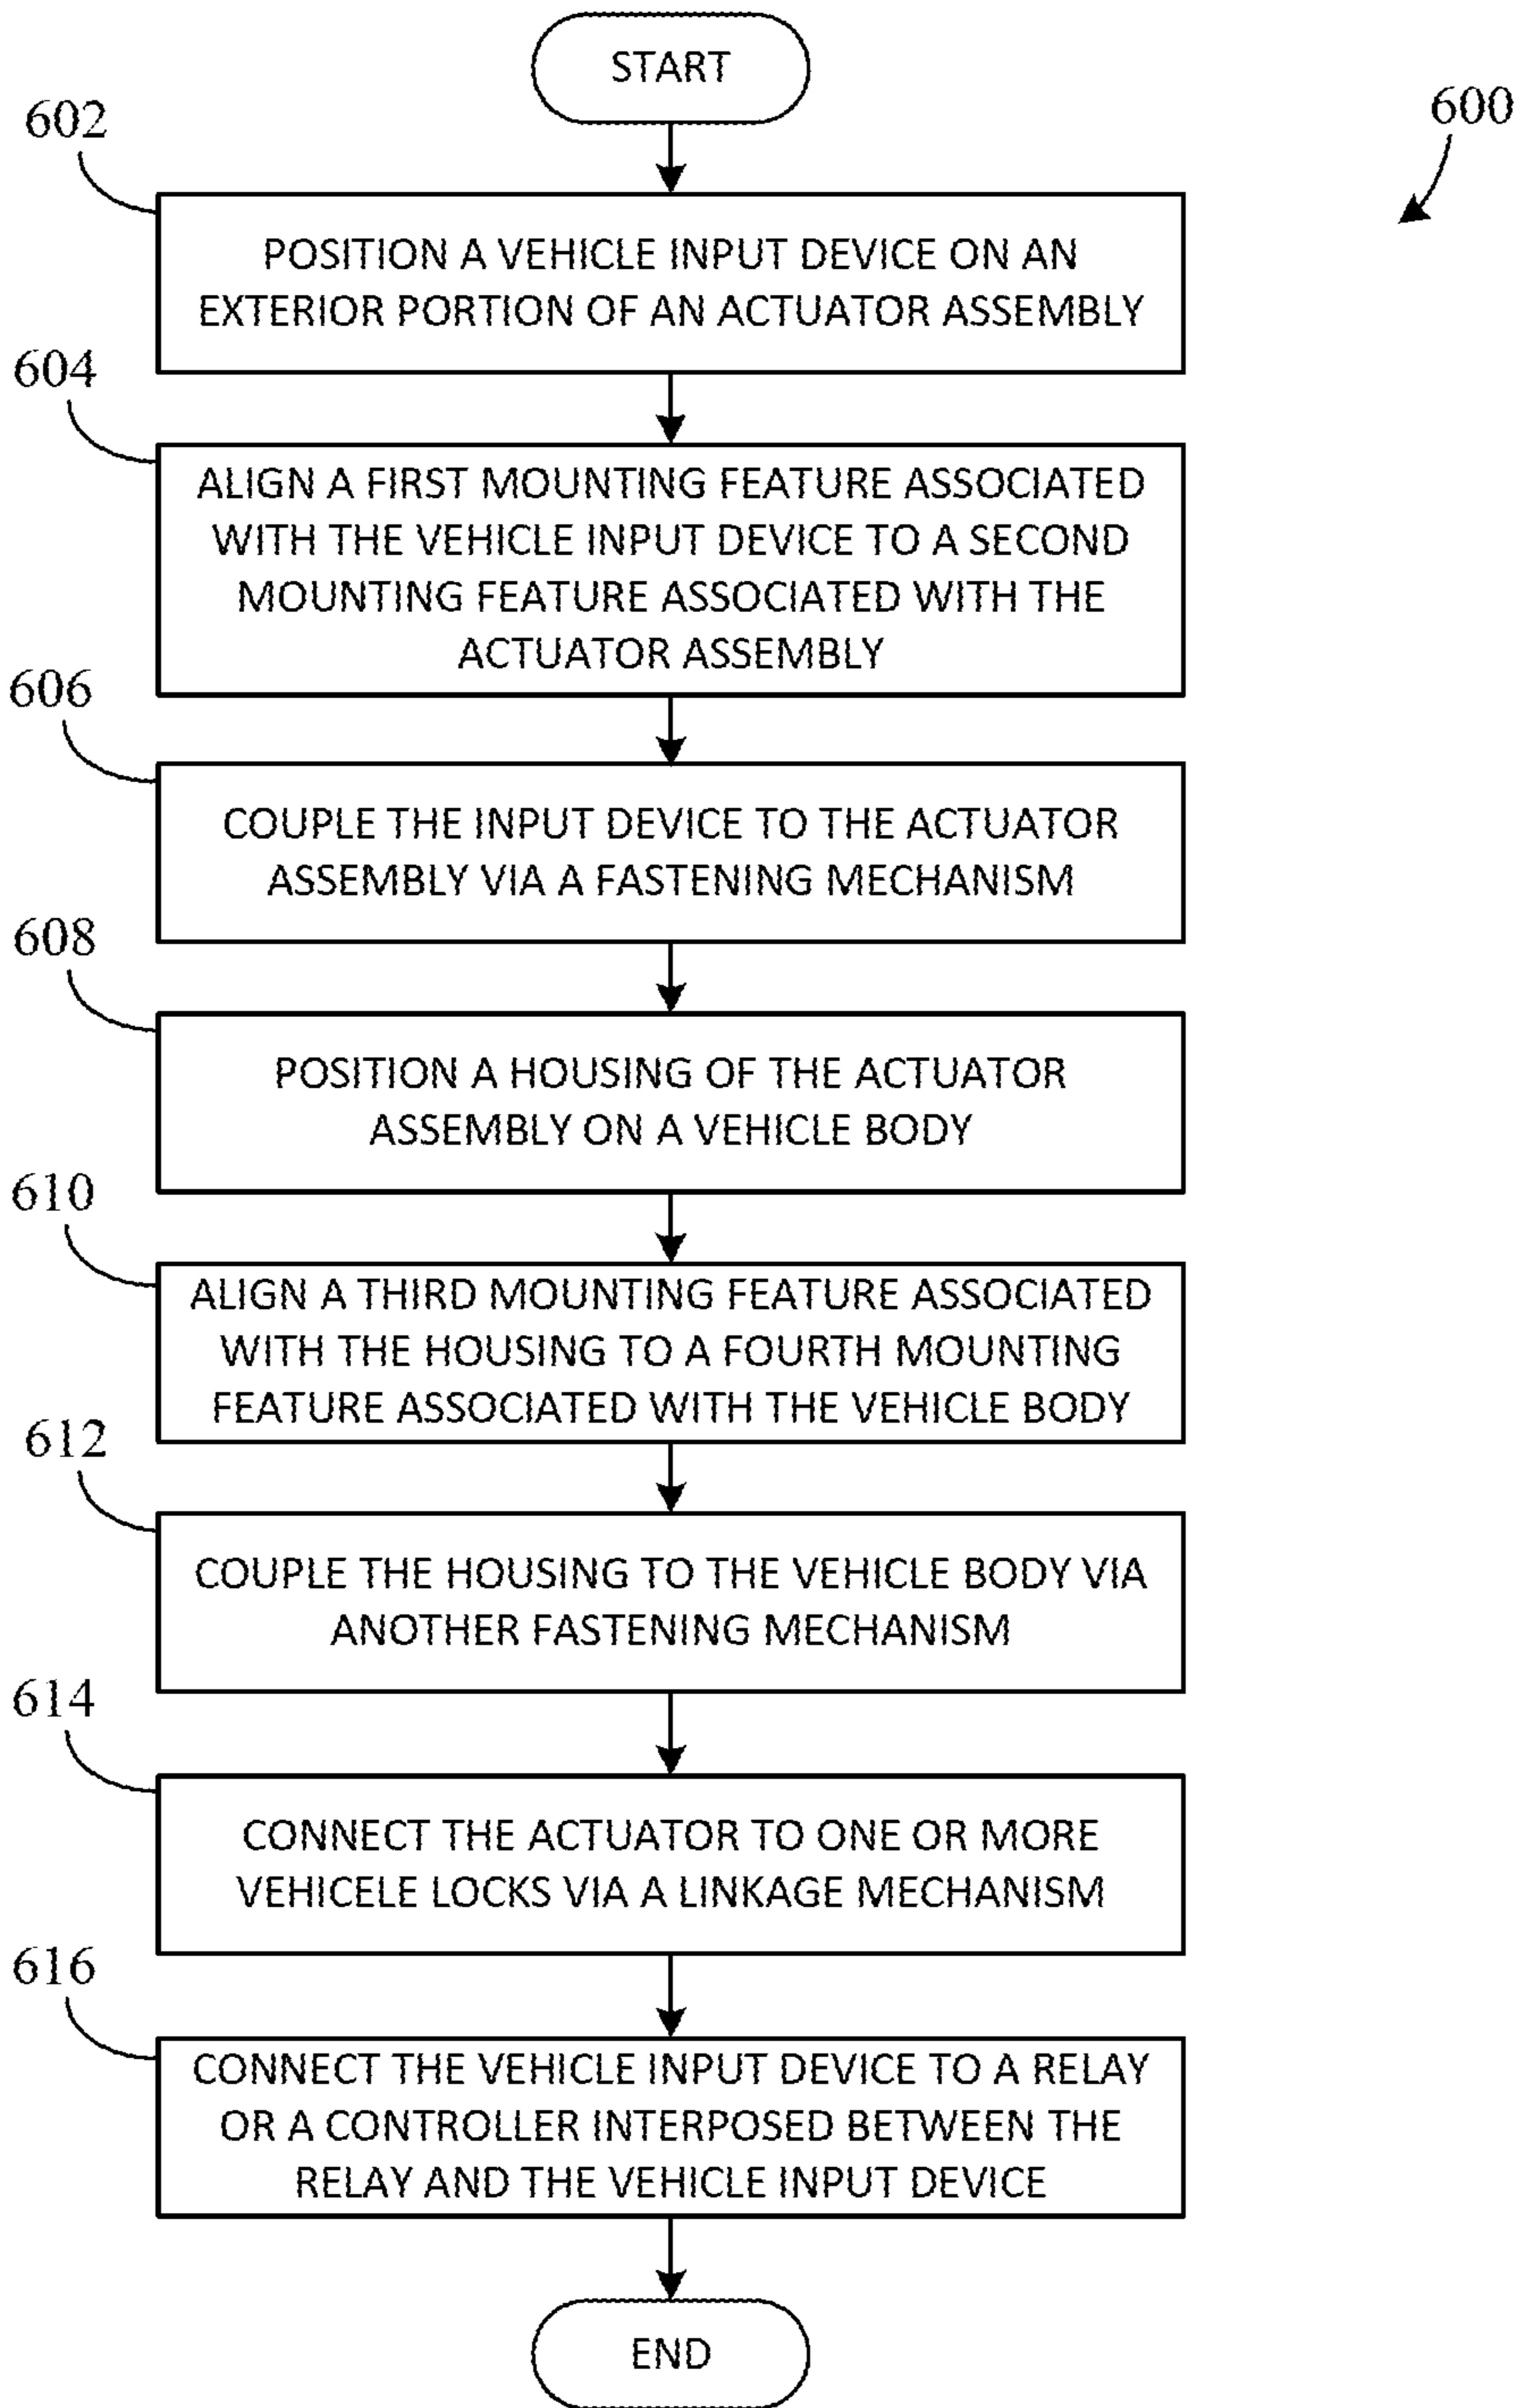 START
600
602
POSITION A VEHICLE INPUT DEVICE ON AN
EXTERIOR PORTION OF AN ACTUATOR ASSEMBLY
604
ALIGN A FIRST MOUNTING FEATURE ASSOCIATED
WITH THE VEHICLE INPUT DEVICE TO A SECOND
MOUNTING FEATURE ASSOCIATED WITH THE
ACTUATOR ASSEMBLY
606
COUPLE THE INPUT DEVICE TO THE ACTUATOR
ASSEMBLY VIA A FASTENING MECHANISM
608
POSITION A HOUSING OF THE ACTUATOR
ASSEMBLY ON A VEHICLE BODY
610
ALIGN A THIRD MOUNTING FEATURE ASSOCIATED
WITH THE HOUSING TO A FOURTH MOUNTING
FEATURE ASSOCIATED WITH THE VEHICLE BODY
612
COUPLE THE HOUSING TO THE VEHICLE BODY VIA
ANOTHER FASTENING MECHANISM
614
CONNECT THE ACTUATOR TO ONE OR MORE
VEHICELE LOCKS VIA A LINKAGE MECHANISM
616
CONNECT THE VEHICLE INPUT DEVICE TO A RELAY
OR A CONTROLLER INTERPOSED BETWEEN THE
RELAY AND THE VEHICLE INPUT DEVICE
END